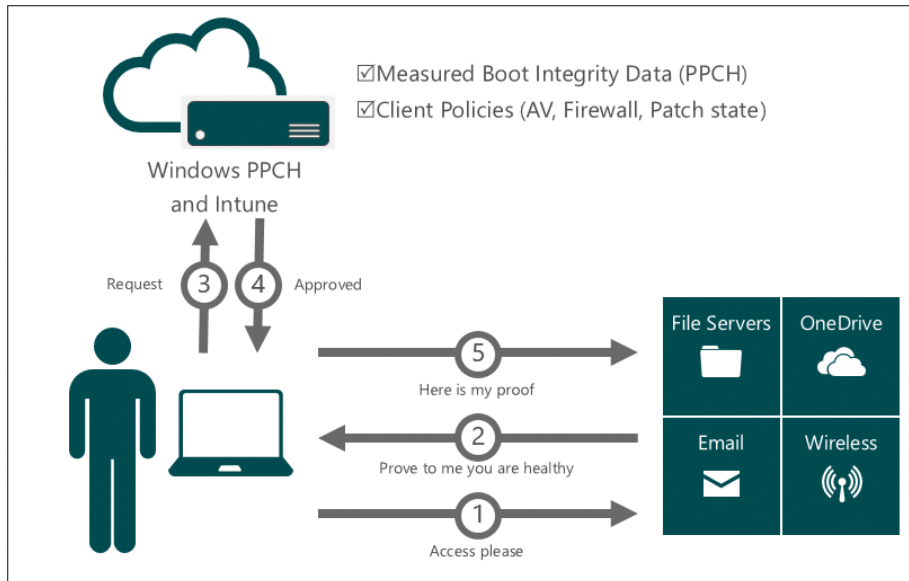 ☑Measured Boot Integrity Data (PPCH)
☑Client Policies (AV, Firewall, Patch state)
Windows PPCH
and Intune
Request
3
4
Approved
5
Here is my proof
2
Prove to me you are healthy
1
Access please
File Servers
OneDrive
Email
Wireless